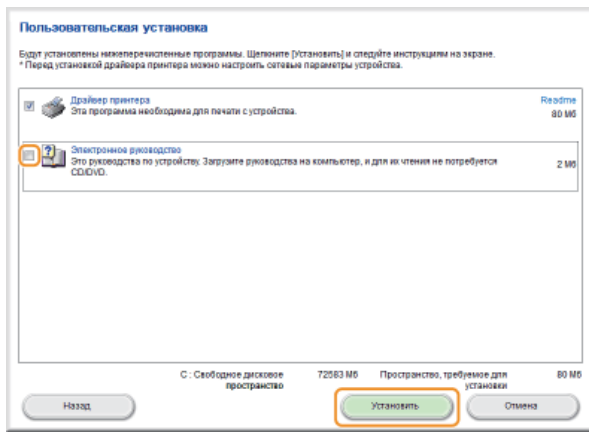 Пользовательская установка
Будут установлены нижеперечисленные программы. Щелкните [Установить] и следуйте инструкциям на экране.
* Перед установкой драйвера принтера можно настроить сетевые параметры устройства.
Драйвер принтера
Readme
Эта программа необходима для печати с устройства.
80 Мб
Электронное руководство
Это руководства по устройству. Загрузите руководства на компьютер, и для их чтения не потребуется
CD/DVD.
2 Мб
C : Свободное дисковое
пространство
72583 Мб
Пространство, требуемое для
установки
80 Мб
Назад
Установить
Отмена